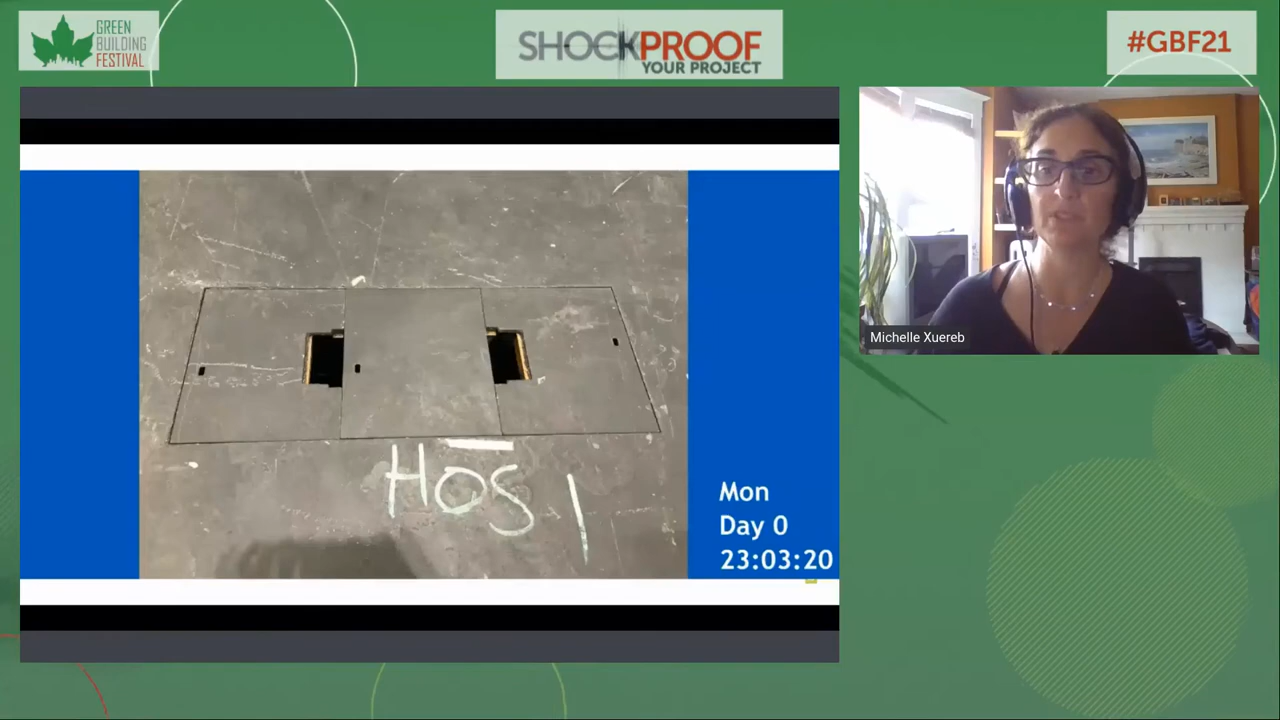 GREEN
BUILDING
FESTIVAL
SHOCKPROOF
YOUR PROJECT
#GBF21
Michelle Xuereb
HOS 1
Mon
Day 0
23:03:20